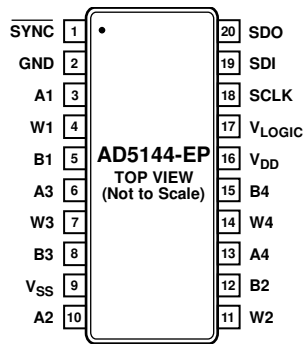 SYNC 1
GND 2
A1 3
W1 4
B1 5
A3 6
W3 7
B3 8
VSS 9
A2 10
AD5144-EP
TOP VIEW
(Not to Scale)
20 SDO
19 SDI
18 SCLK
17 VLOGIC
16 VDD
15 B4
14 W4
13 A4
12 B2
11 W2